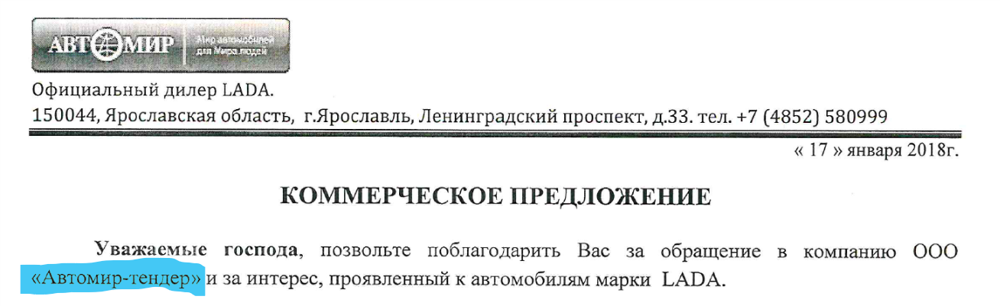 АВТОМИР
Мир автомобилей
для Мира людей
Официальный дилер LADA.
150044, Ярославская область, г.Ярославль, Ленинградский проспект, д.33. тел. +7 (4852) 580999
« 17 » января 2018г.
КОММЕРЧЕСКОЕ ПРЕДЛОЖЕНИЕ
Уважаемые господа, позвольте поблагодарить Вас за обращение в компанию ООО
«Автомир-тендер» и за интерес, проявленный к автомобилям марки LADA.